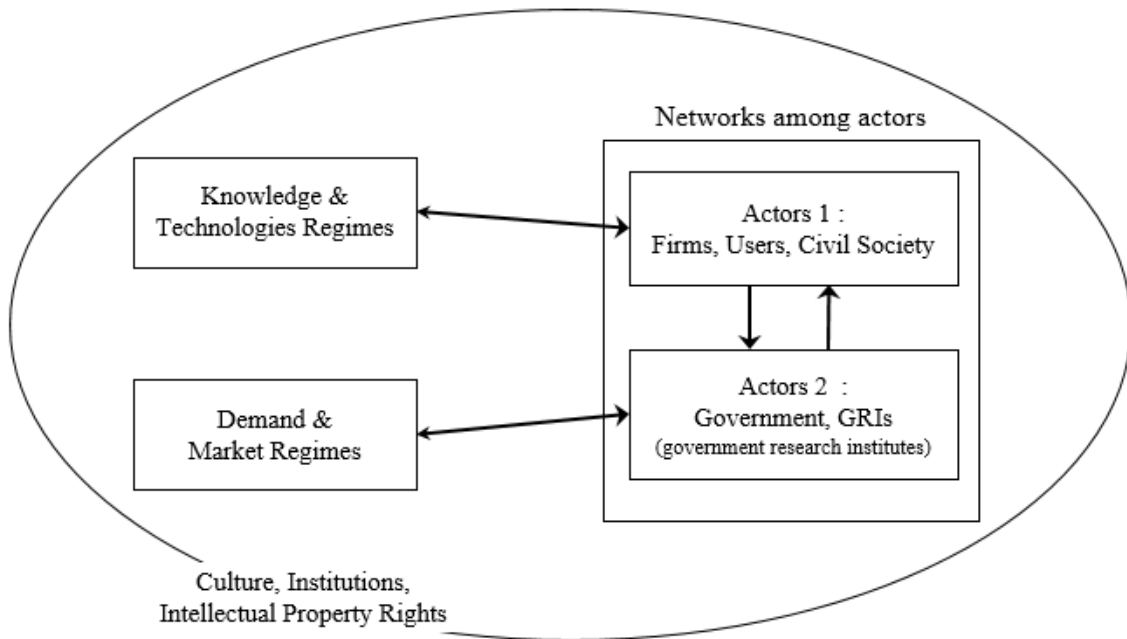 Networks among actors
Knowledge &
Technologies Regimes
Actors 1 :
Firms, Users, Civil Society
Demand &
Market Regimes
Actors 2  :
Government, GRIs
(government research institutes)
Culture, Institutions,
Intellectual Property Rights